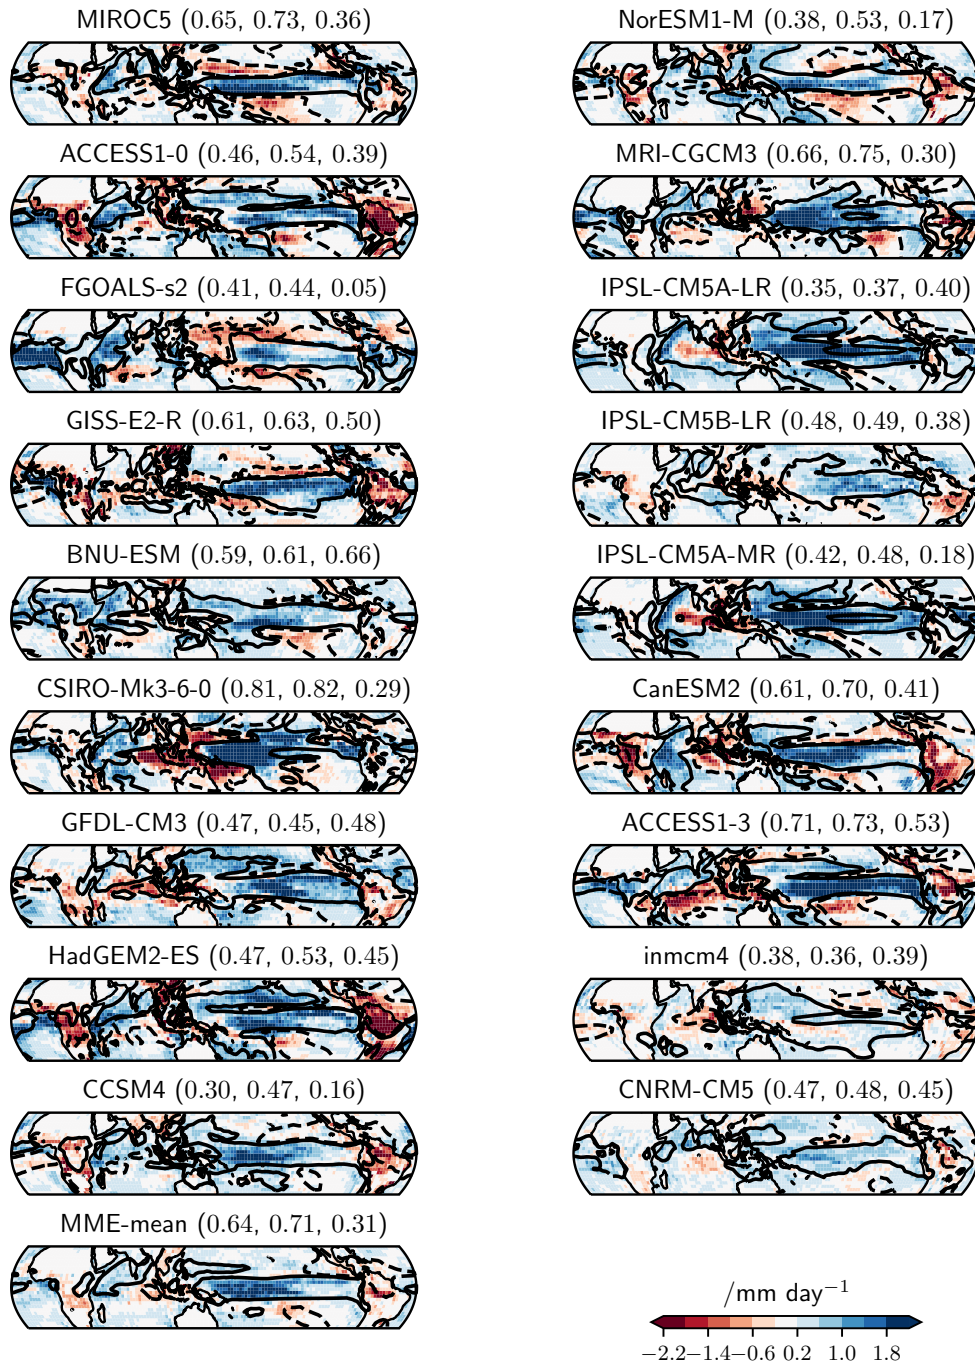 MIROC5 (0.65, 0.73, 0.36)
NorESM1-M (0.38, 0.53, 0.17)
ACCESS1-0 (0.46, 0.54, 0.39)
MRI-CGCM3 (0.66, 0.75, 0.30)
FGOALS-s2 (0.41, 0.44, 0.05)
IPSL-CM5A-LR (0.35, 0.37, 0.40)
GISS-E2-R (0.61, 0.63, 0.50)
IPSL-CM5B-LR (0.48, 0.49, 0.38)
BNU-ESM (0.59, 0.61, 0.66)
IPSL-CM5A-MR (0.42, 0.48, 0.18)
CSIRO-Mk3-6-0 (0.81, 0.82, 0.29)
CanESM2 (0.61, 0.70, 0.41)
GFDL-CM3 (0.47, 0.45, 0.48)
ACCESS1-3 (0.71, 0.73, 0.53)
HadGEM2-ES (0.47, 0.53, 0.45)
inmcm4 (0.38, 0.36, 0.39)
CCSM4 (0.30, 0.47, 0.16)
CNRM-CM5 (0.47, 0.48, 0.45)
MME-mean (0.64, 0.71, 0.31)
/mm day⁻¹
−2.2 −1.4 −0.6 0.2 1.0 1.8